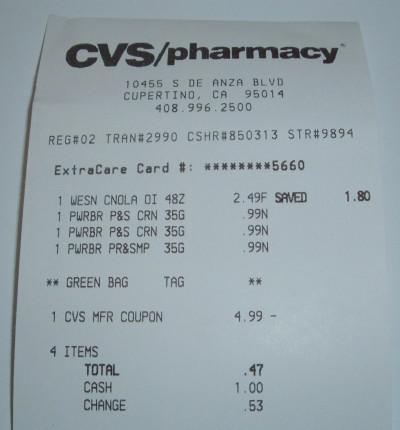 CVS/pharmacy
10455 S DE ANZA BLVD
CUPERTINO, CA 95014
408.996.2500
REG#02 TRAN#2990 CSHR#850313 STR#9894
ExtraCare Card #: ********5660
1 WESN CNOLA OI 48Z 2.49F SAVED 1.80
1 PWRBR P&S CRN 35G .99N
1 PWRBR P&S CRN 35G .99N
1 PWRBR PR&SMP 35G .99N
** GREEN BAG TAG **
1 CVS MFR COUPON 4.99 -
4 ITEMS
TOTAL .47
CASH 1.00
CHANGE .53